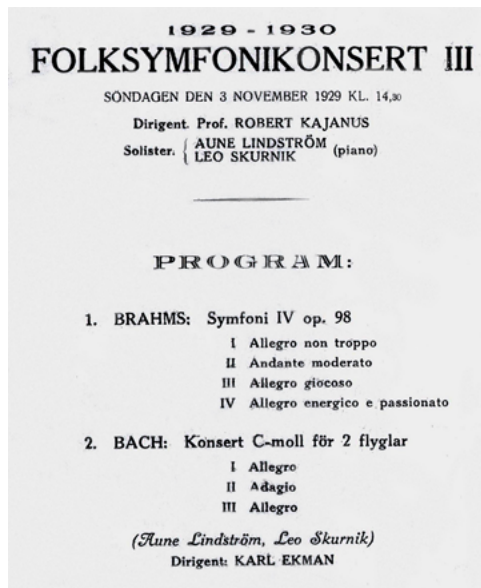 1929 - 1930
FOLKSYMFONIKONSERT III
SÖNDAGEN DEN 3 NOVEMBER 1929 KL. 14,30
Dirigent. Prof. ROBERT KAJANUS
Solister. { AUNE LINDSTRÖM
LEO SKURNIK (piano)
PROGRAM:
1. BRAHMS: Symfoni IV op. 98
I Allegro non troppo
II Andante moderato
III Allegro giocoso
IV Allegro energico e passionato
2. BACH: Konsert C-moll för 2 flyglar
I Allegro
II Adagio
III Allegro
(Aune Lindström, Leo Skurnik)
Dirigent: KARL EKMAN